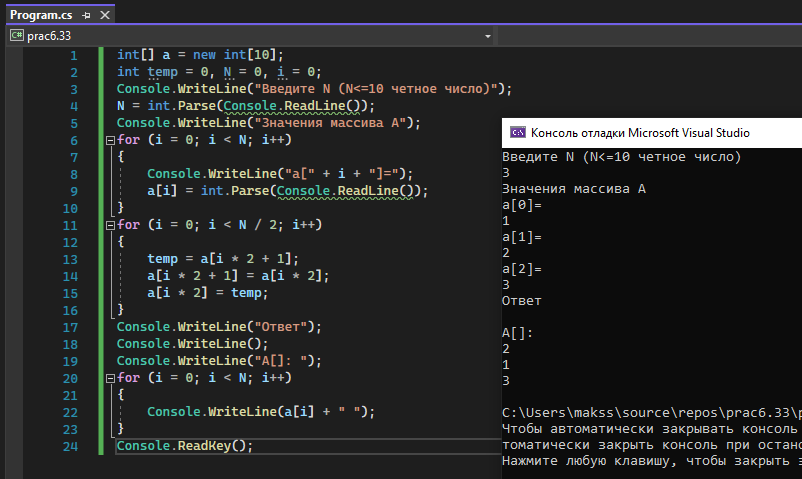 Program.cs
C# prac6.33
1 int[] a = new int[10];
2 int temp = 0, N = 0, i = 0;
3 Console.WriteLine("Введите N (N<=10 четное число)");
4 N = int.Parse(Console.ReadLine());
5 Console.WriteLine("Значения массива A");
6 for (i = 0; i < N; i++)
7 {
8 Console.WriteLine("a[" + i + "]=");
9 a[i] = int.Parse(Console.ReadLine());
10 }
11 for (i = 0; i < N / 2; i++)
12 {
13 temp = a[i * 2 + 1];
14 a[i * 2 + 1] = a[i * 2];
15 a[i * 2] = temp;
16 }
17 Console.WriteLine("Ответ");
18 Console.WriteLine();
19 Console.WriteLine("A[]: ");
20 for (i = 0; i < N; i++)
21 {
22 Console.WriteLine(a[i] + " ");
23 }
24 Console.ReadKey();
Консоль отладки Microsoft Visual Studio
Введите N (N<=10 четное число)
3
Значения массива A
a[0]=
1
a[1]=
2
a[2]=
3
Ответ
A[]:
2
1
3
C:\Users\makss\source\repos\prac6.33\
Чтобы автоматически закрывать консоль
томатически закрыть консоль при остано
Нажмите любую клавишу, чтобы закрыть